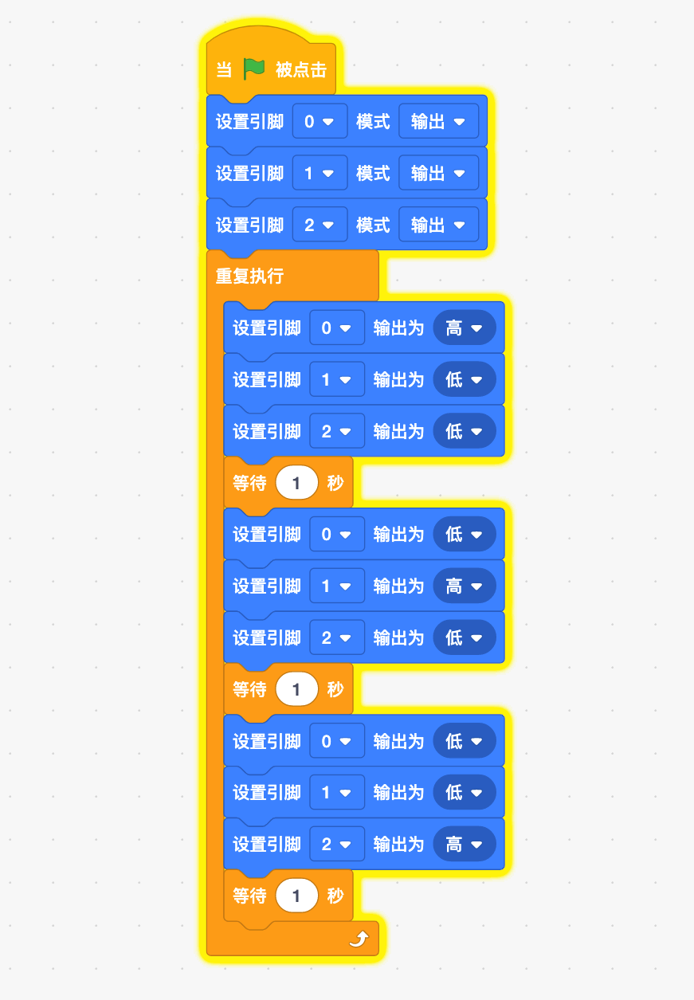 当 被点击
设置引脚 0 模式 输出
设置引脚 1 模式 输出
设置引脚 2 模式 输出
重复执行
设置引脚 0 输出为 高
设置引脚 1 输出为 低
设置引脚 2 输出为 低
等待 1 秒
设置引脚 0 输出为 低
设置引脚 1 输出为 高
设置引脚 2 输出为 低
等待 1 秒
设置引脚 0 输出为 低
设置引脚 1 输出为 低
设置引脚 2 输出为 高
等待 1 秒